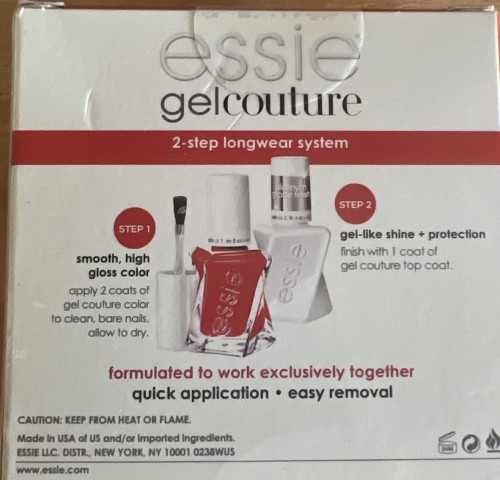 essie
gelcouture
2-step longwear system
STEP 1
smooth, high
gloss color
apply 2 coats of
gel couture color
to clean, bare nails.
allow to dry.
essie
essie
STEP 2
gel-like shine + protection
finish with 1 coat of
gel couture top coat.
formulated to work exclusively together
quick application • easy removal
CAUTION: KEEP FROM HEAT OR FLAME.
Made in USA of US and/or imported ingredients.
ESSIE LLC. DISTR., NEW YORK, NY 10001 0238WUS
www.essie.com